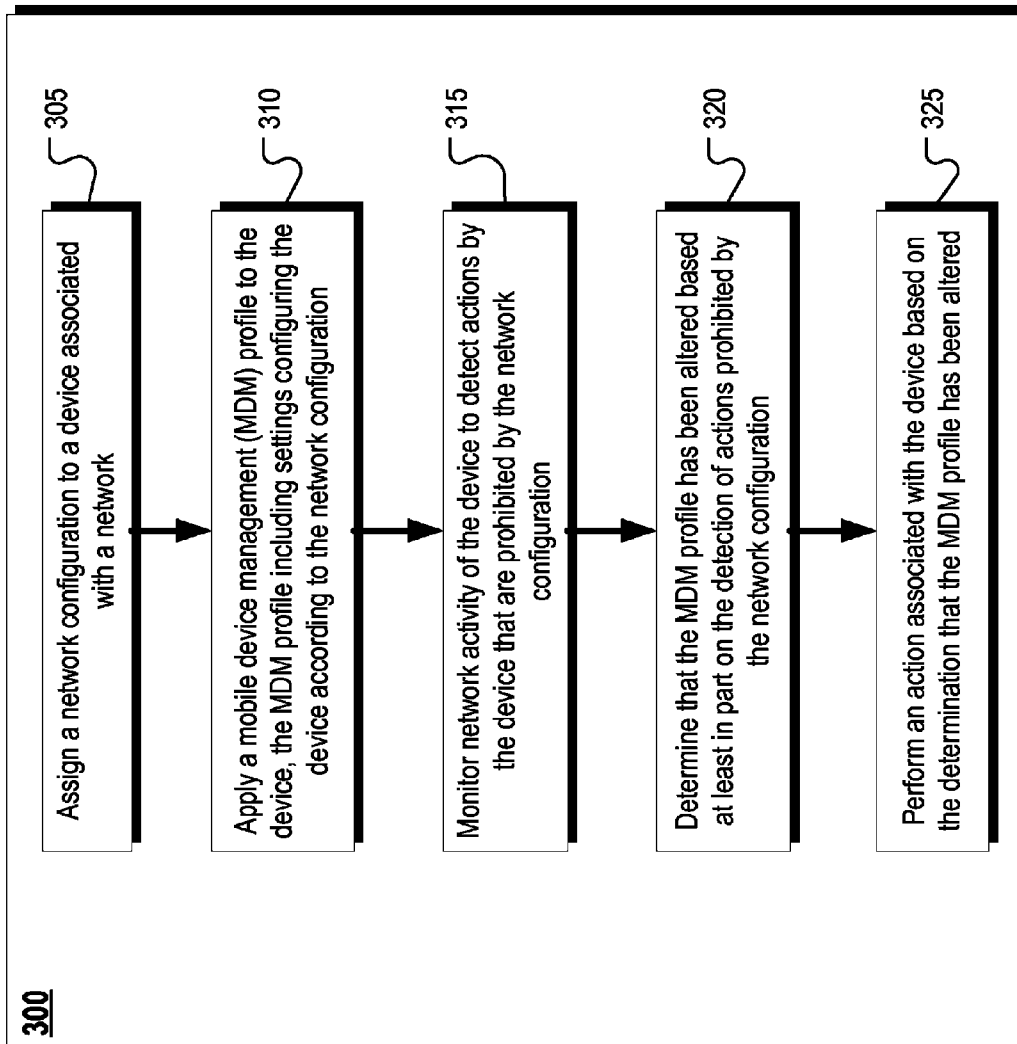 300
Assign a network configuration to a device associated
with a network
305
Apply a mobile device management (MDM) profile to the
device, the MDM profile including settings configuring the
device according to the network configuration
310
Monitor network activity of the device to detect actions by
the device that are prohibited by the network
configuration
315
Determine that the MDM profile has been altered based
at least in part on the detection of actions prohibited by
the network configuration
320
Perform an action associated with the device based on
the determination that the MDM profile has been altered
325